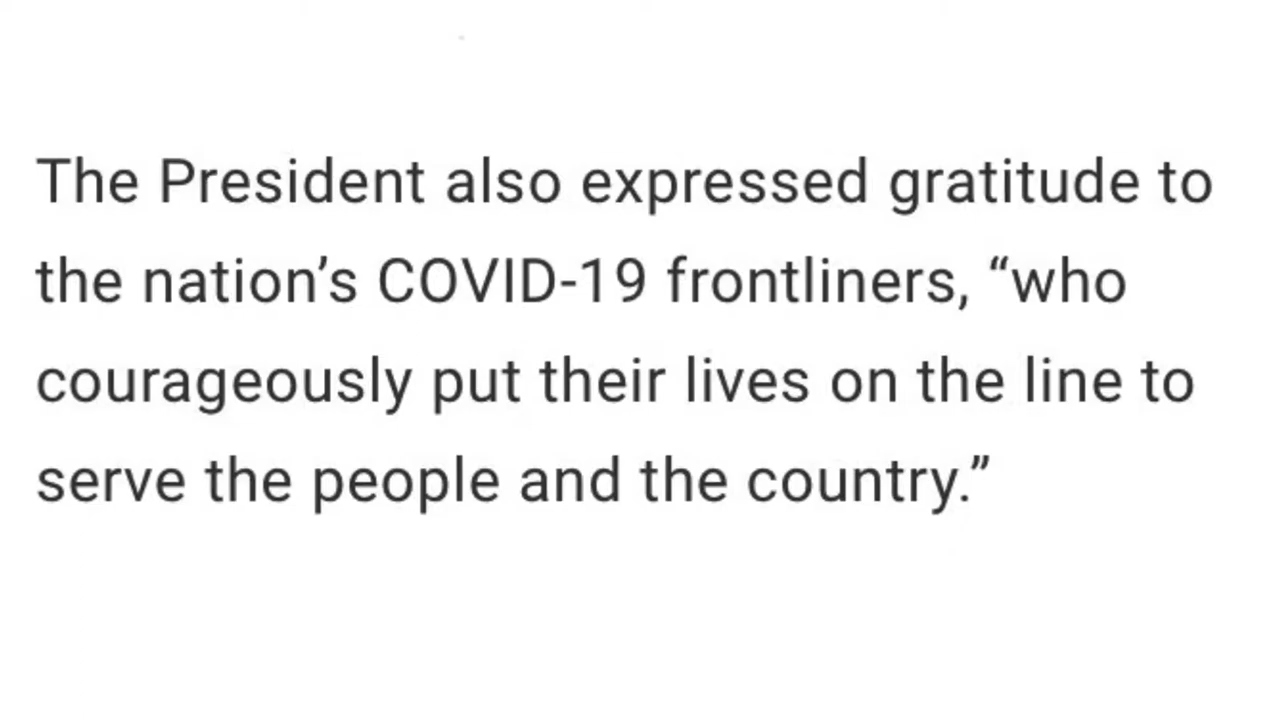 The President also expressed gratitude to
the nation’s COVID-19 frontliners, “who
courageously put their lives on the line to
serve the people and the country.”